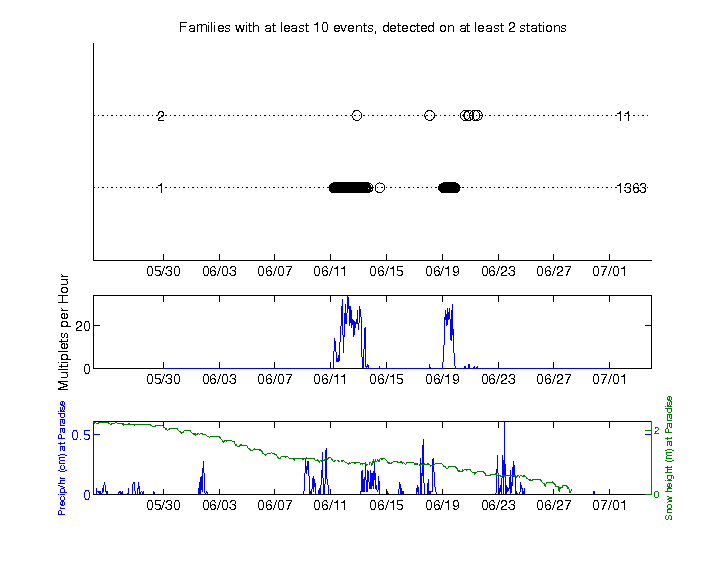 Families with at least 10 events, detected on at least 2 stations
2 11
1 1363
05/30 06/03 06/07 06/11 06/15 06/19 06/23 06/27 07/01
Multiplets per Hour
20
0
05/30 06/03 06/07 06/11 06/15 06/19 06/23 06/27 07/01
Precip/hr (cm) at Paradise
0.5
0
2
0
Snow height (m) at Paradise
05/30 06/03 06/07 06/11 06/15 06/19 06/23 06/27 07/01